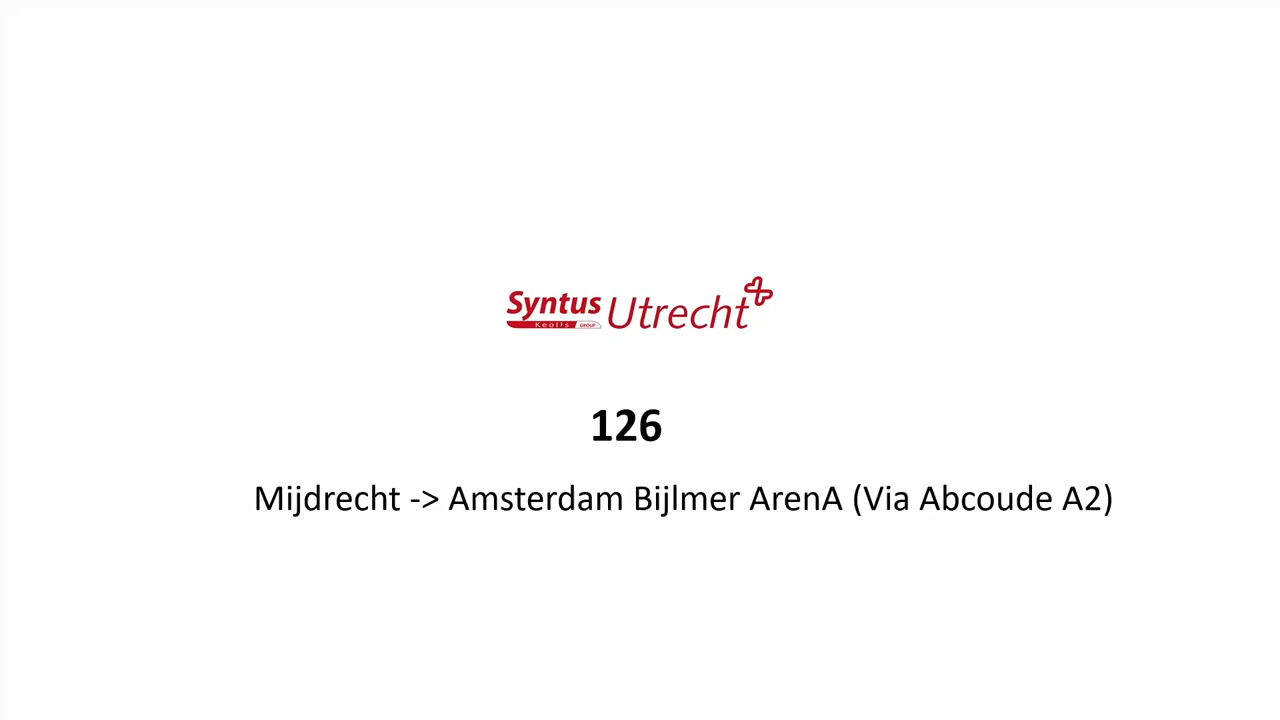 Syntus Utrecht
Keolis GROUP
126
Mijdrecht -> Amsterdam Bijlmer ArenA (Via Abcoude A2)